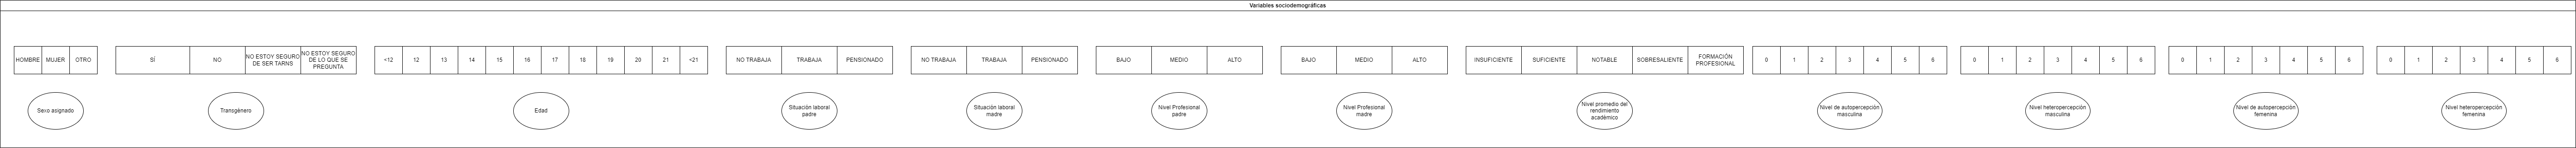 Variables sociodemográficas
HOMBRE MUJER OTRO
SÍ NO NO ESTOY SEGURO DE SER TARNS NO ESTOY SEGURO DE LO QUE SE PREGUNTA
<12 12 13 14 15 16 17 18 19 20 21 <21
NO TRABAJA TRABAJA PENSIONADO
NO TRABAJA TRABAJA PENSIONADO
BAJO MEDIO ALTO
BAJO MEDIO ALTO
INSUFICIENTE SUFICIENTE NOTABLE SOBRESALIENTE FORMACIÓN PROFESIONAL
0 1 2 3 4 5 6
0 1 2 3 4 5 6
0 1 2 3 4 5 6
0 1 2 3 4 5 6
Sexo asignado
Transgénero
Edad
Situación laboral
padre
Situación laboral
madre
Nivel Profesional
padre
Nivel Profesional
madre
Nivel promedio del
rendimiento
académico
Nivel de autopercepción
masculina
Nivel heteropercepción
masculina
Nivel de autopercepción
femenina
Nivel heteropercepción
femenina